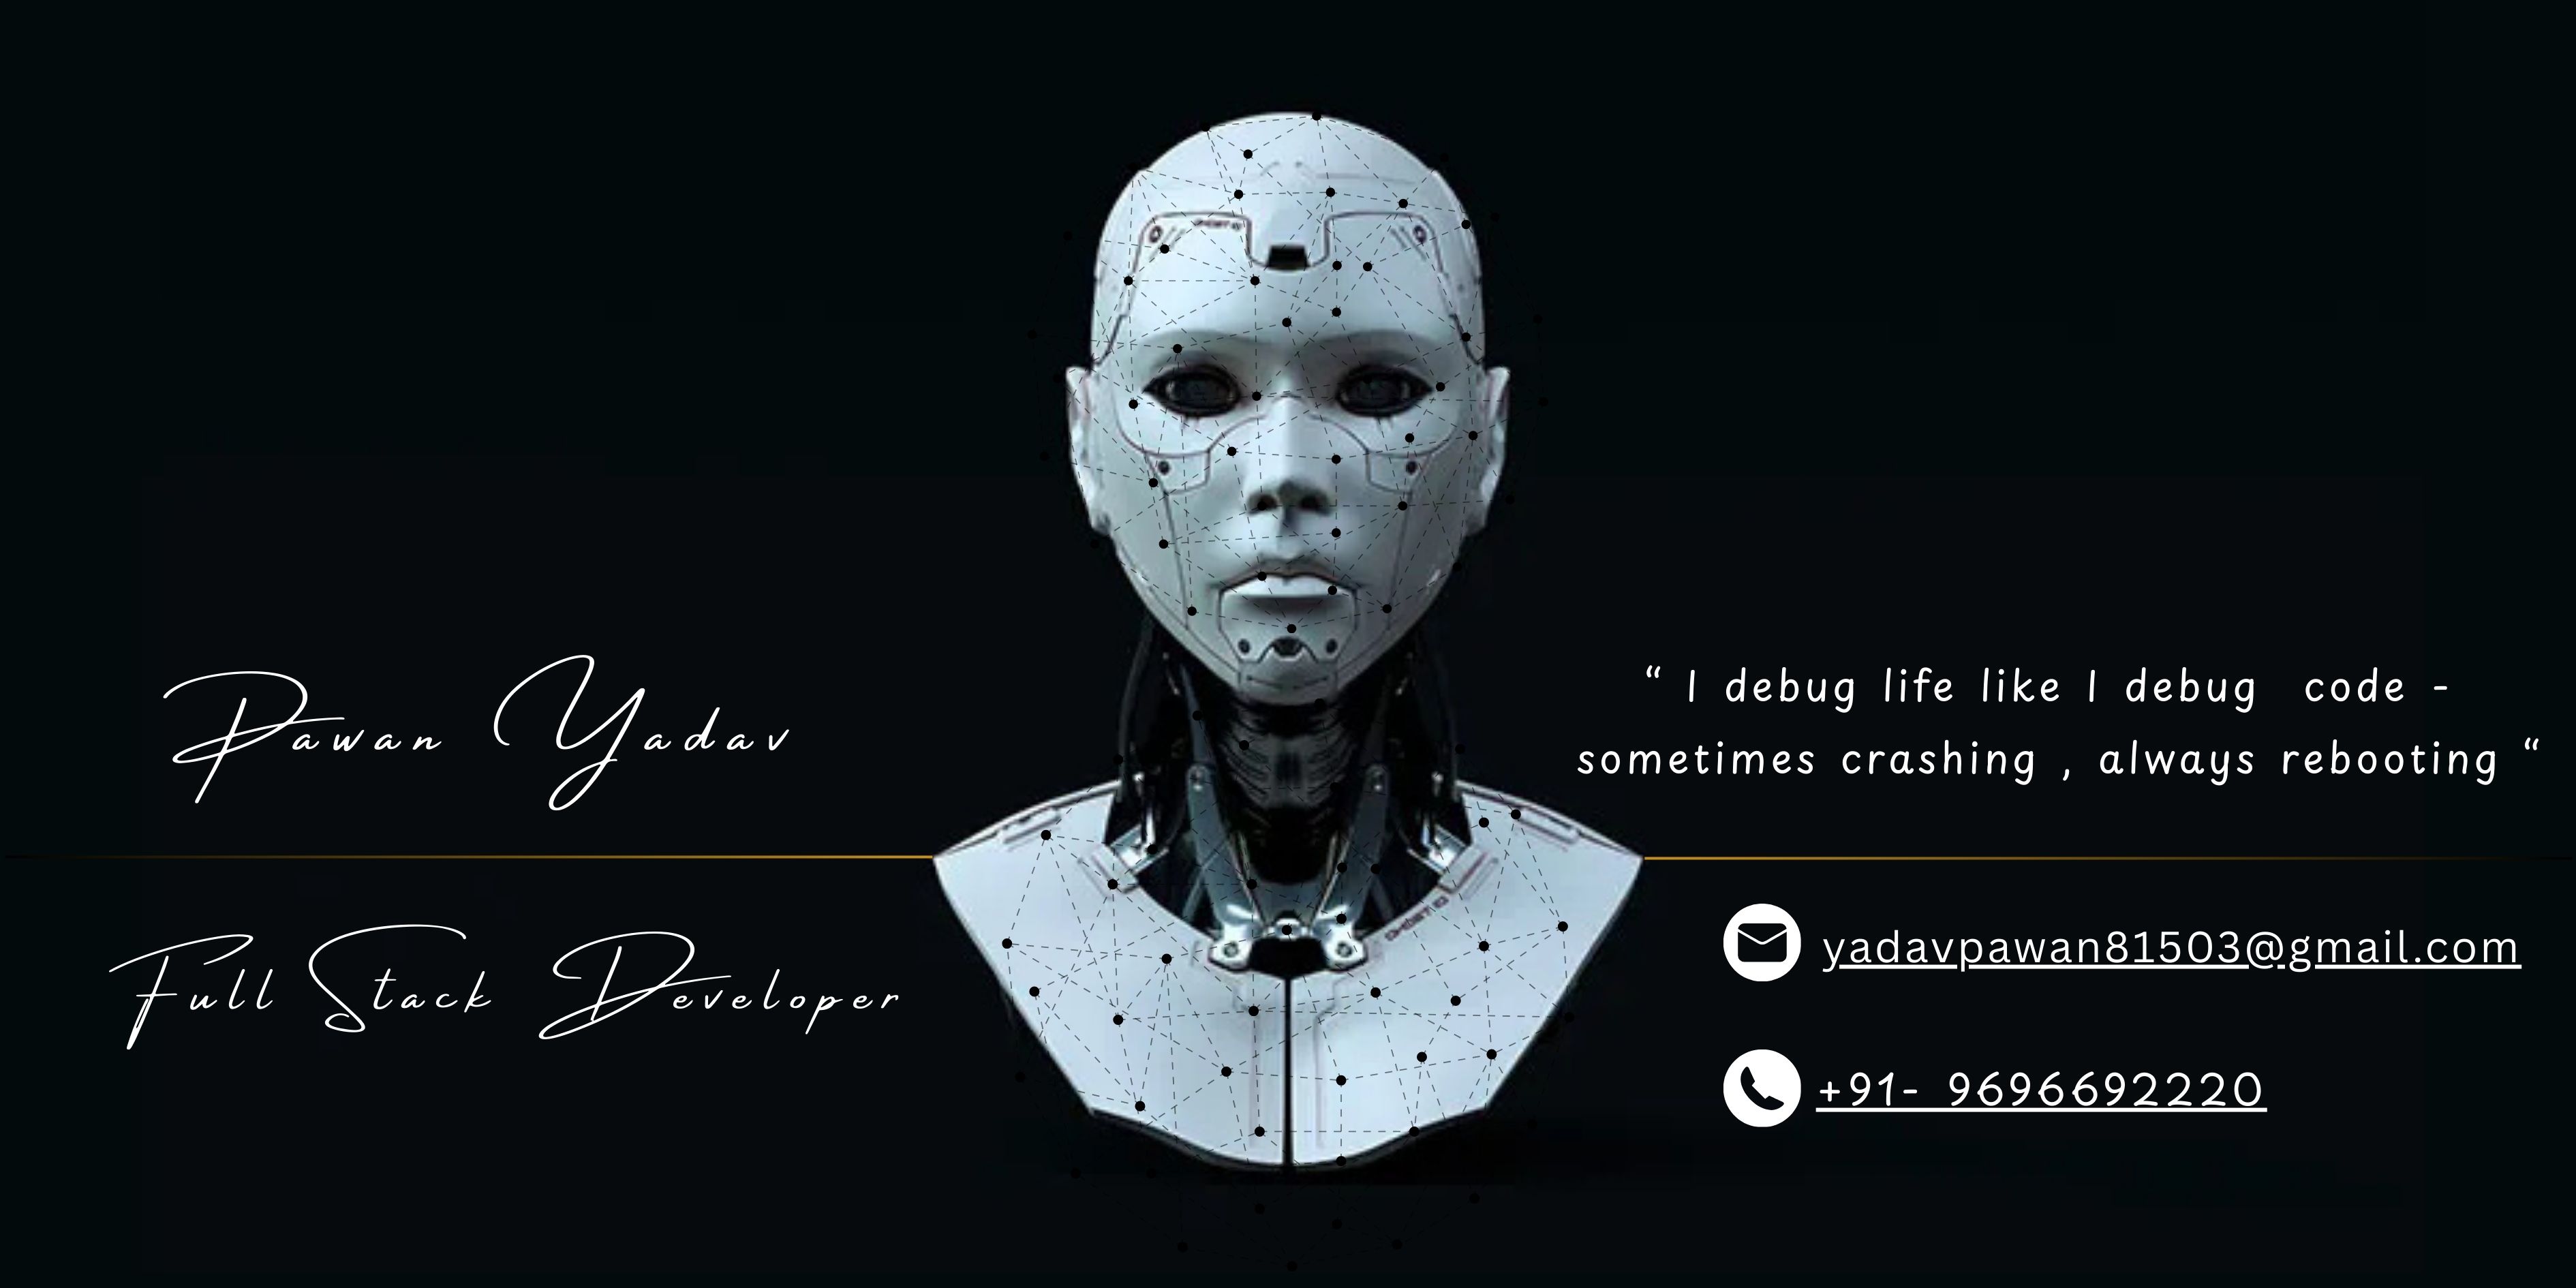 Pawan Yadav
Full Stack Developer
“ I debug life like I debug code -
sometimes crashing , always rebooting “
yadavpawan81503@gmail.com
+91- 9696692220